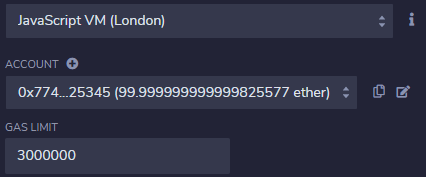 JavaScript VM (London)
ACCOUNT
0x774...25345 (99.999999999999825577 ether)
GAS LIMIT
3000000